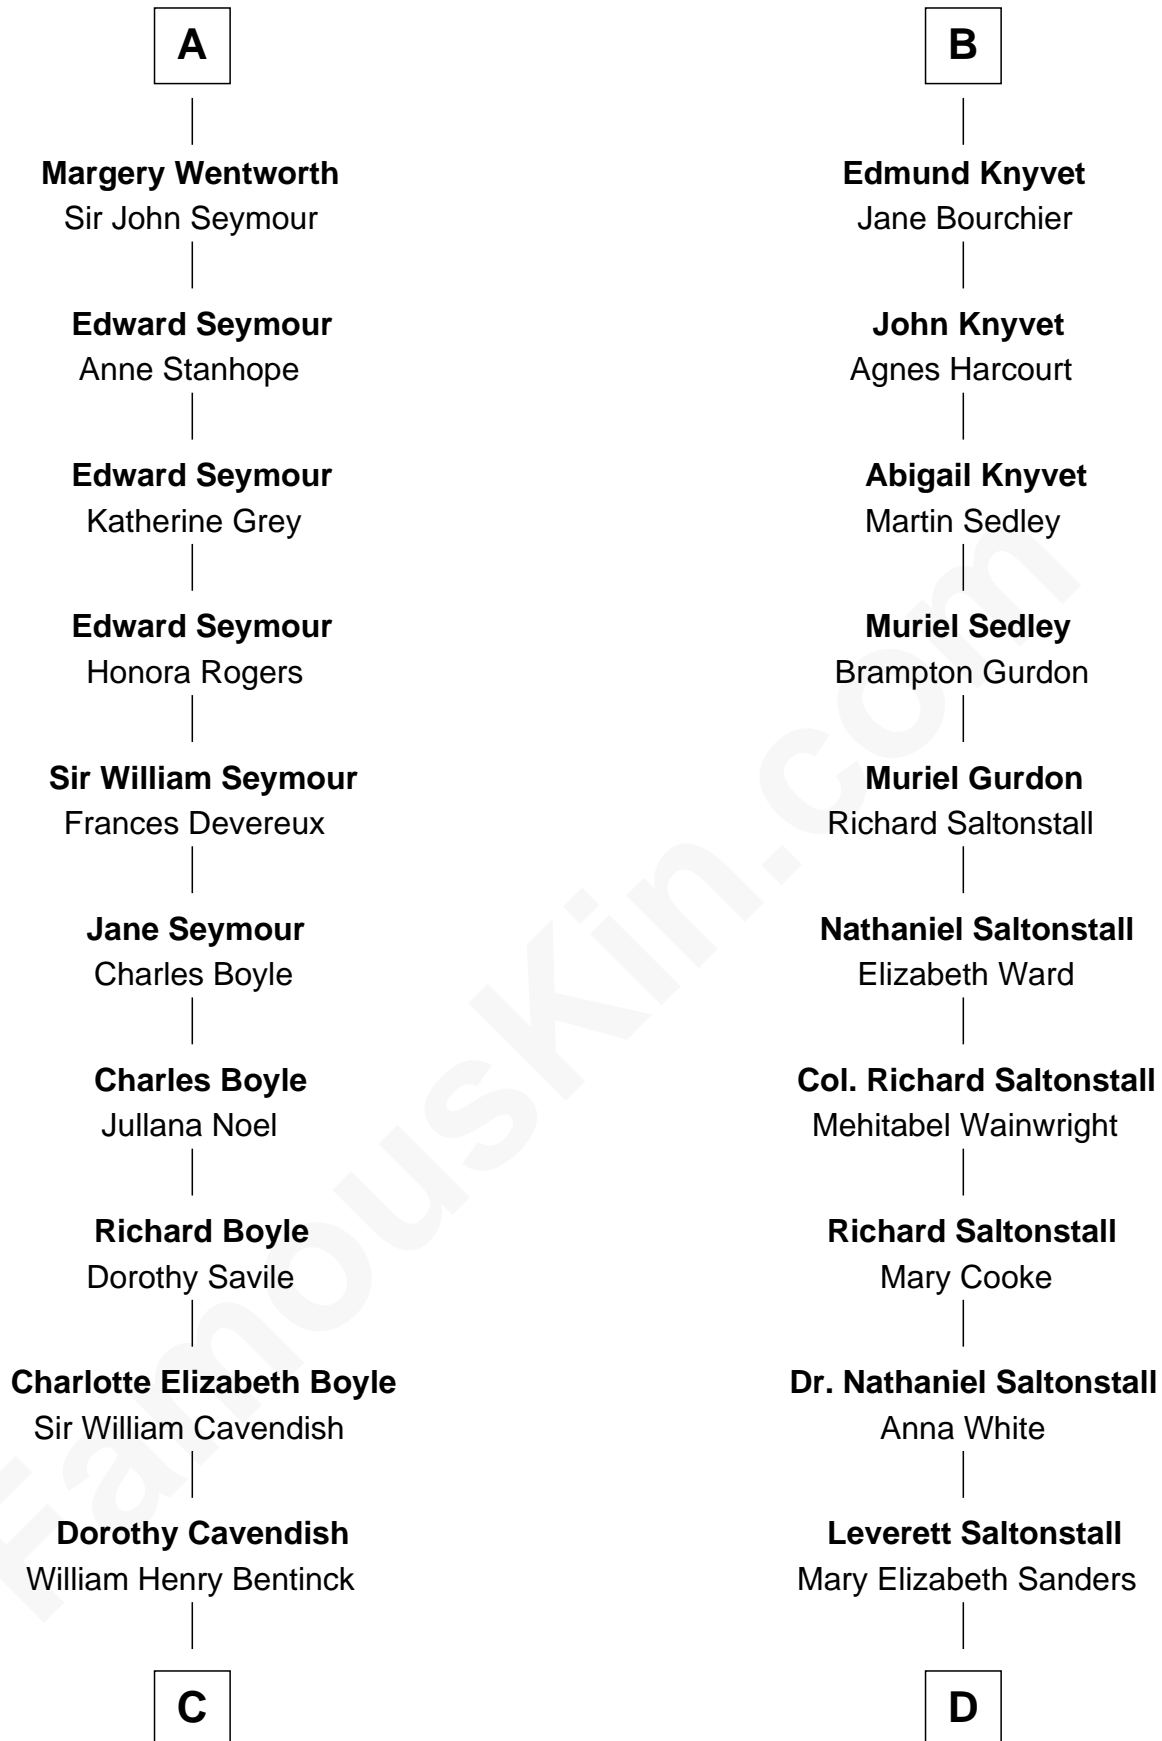 A
Margery Wentworth
Sir John Seymour
Edward Seymour
Anne Stanhope
Edward Seymour
Katherine Grey
Edward Seymour
Honora Rogers
Sir William Seymour
Frances Devereux
Jane Seymour
Charles Boyle
Charles Boyle
Jullana Noel
Richard Boyle
Dorothy Savile
Charlotte Elizabeth Boyle
Sir William Cavendish
Dorothy Cavendish
William Henry Bentinck
C
B
Edmund Knyvet
Jane Bourchier
John Knyvet
Agnes Harcourt
Abigail Knyvet
Martin Sedley
Muriel Sedley
Brampton Gurdon
Muriel Gurdon
Richard Saltonstall
Nathaniel Saltonstall
Elizabeth Ward
Col. Richard Saltonstall
Mehitabel Wainwright
Richard Saltonstall
Mary Cooke
Dr. Nathaniel Saltonstall
Anna White
Leverett Saltonstall
Mary Elizabeth Sanders
D
FamousKin.com